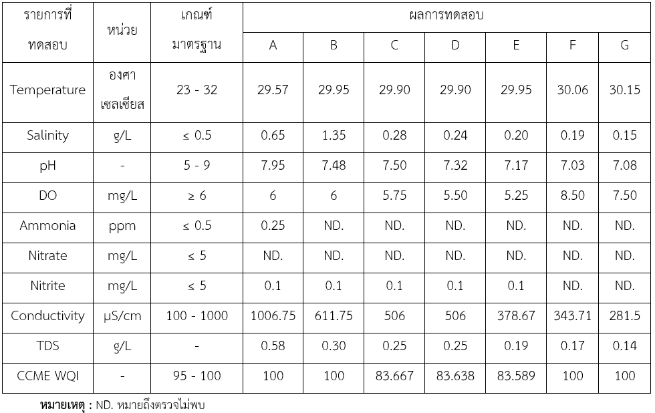 รายการที่ทดสอบ หน่วย เกณฑ์มาตรฐาน ผลการทดสอบ
A B C D E F G
Temperature องศาเซลเซียส 23 - 32 29.57 29.95 29.90 29.90 29.95 30.06 30.15
Salinity g/L ≤ 0.5 0.65 1.35 0.28 0.24 0.20 0.19 0.15
pH - 5 - 9 7.95 7.48 7.50 7.32 7.17 7.03 7.08
DO mg/L ≥ 6 6 6 5.75 5.50 5.25 8.50 7.50
Ammonia ppm ≤ 0.5 0.25 ND. ND. ND. ND. ND. ND.
Nitrate mg/L ≤ 5 ND. ND. ND. ND. ND. ND. ND.
Nitrite mg/L ≤ 5 0.1 0.1 0.1 0.1 0.1 ND. ND.
Conductivity µS/cm 100 - 1000 1006.75 611.75 506 506 378.67 343.71 281.5
TDS g/L - 0.58 0.30 0.25 0.25 0.19 0.17 0.14
CCME WQI - 95 - 100 100 100 83.667 83.638 83.589 100 100
หมายเหตุ : ND. หมายถึงตรวจไม่พบ